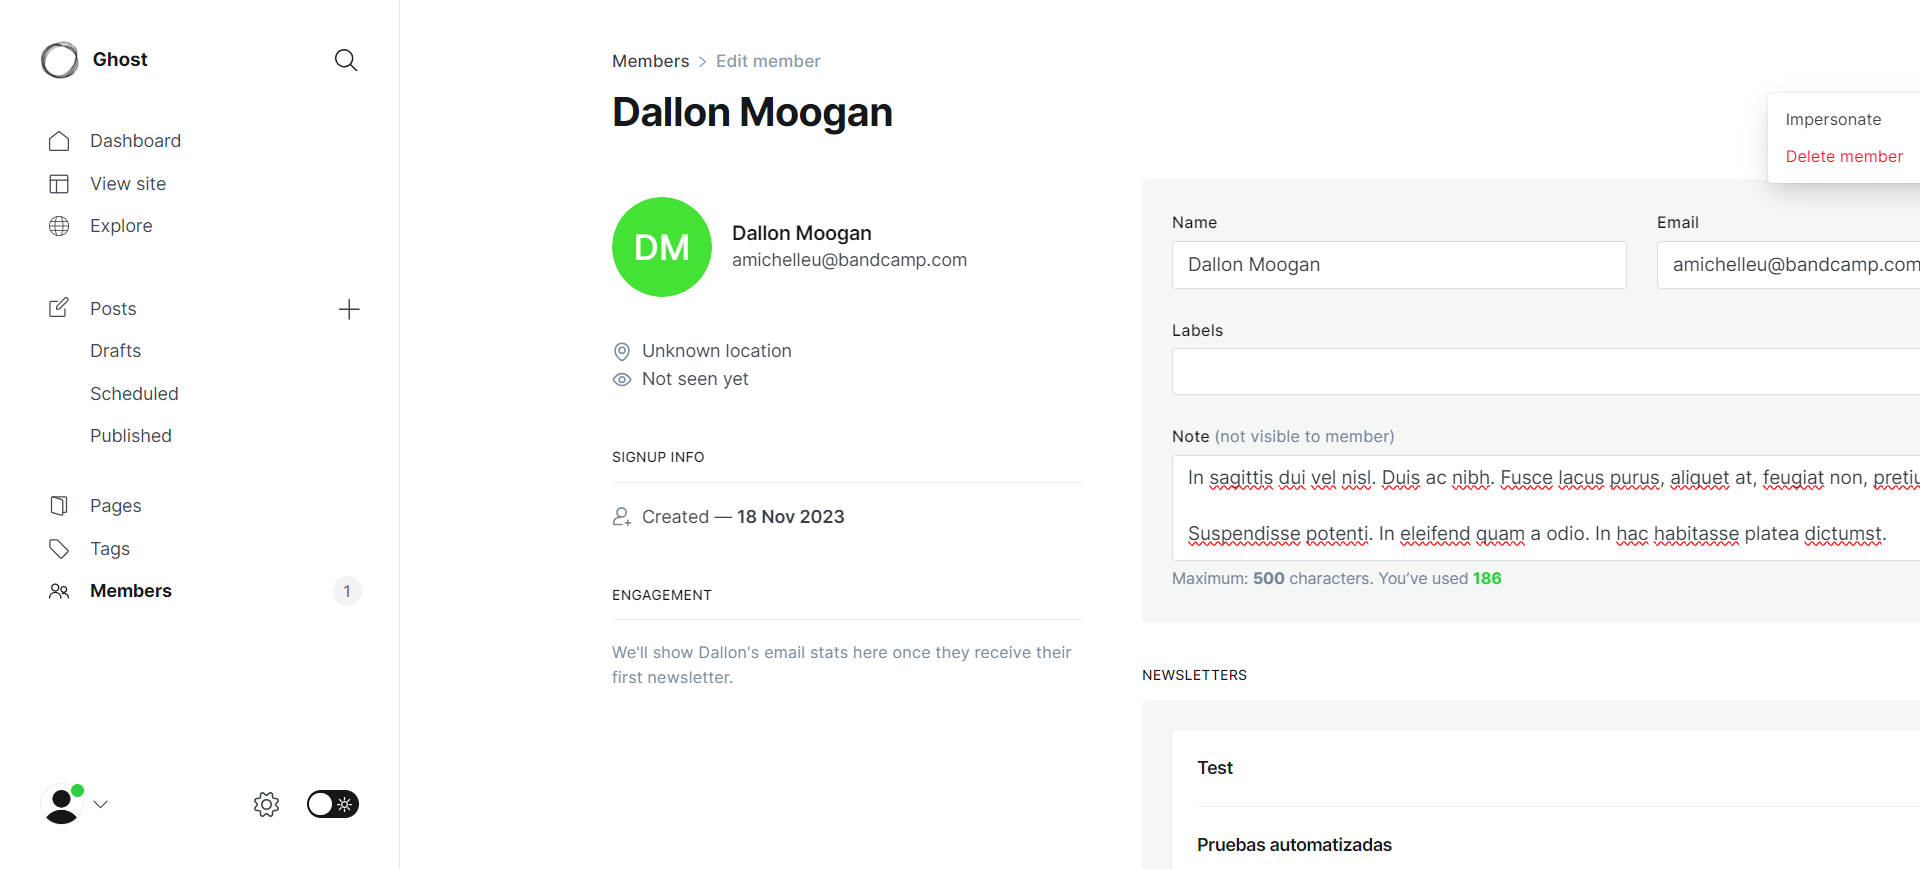 Ghost
Dashboard
View site
Explore
Posts
Drafts
Scheduled
Published
Pages
Tags
Members 1
Members > Edit member
Dallon Moogan
Impersonate
Delete member
DM
Dallon Moogan
amichelleu@bandcamp.com
Unknown location
Not seen yet
SIGNUP INFO
Created — 18 Nov 2023
ENGAGEMENT
We'll show Dallon's email stats here once they receive their
first newsletter.
Name
Dallon Moogan
Email
amichelleu@bandcamp.com
Labels
Note (not visible to member)
In sagittis dui vel nisl. Duis ac nibh. Fusce lacus purus, aliquet at, feugiat non, pretiu
Suspendisse potenti. In eleifend quam a odio. In hac habitasse platea dictumst.
Maximum: 500 characters. You’ve used 186
NEWSLETTERS
Test
Pruebas automatizadas